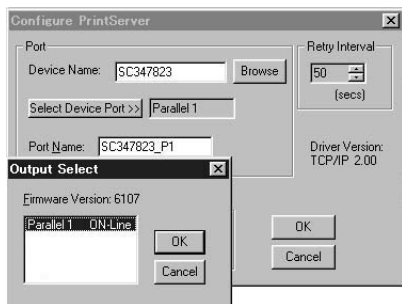 Configure PrintServer
Port
Device Name: SC347823 Browse
Select Device Port >> Parallel 1
Port Name: SC347823_P1
Retry Interval
50
(secs)
Driver Version:
TCP/IP 2.00
OK
Cancel
Output Select
Firmware Version: 6107
Parallel 1 ON-Line
OK
Cancel